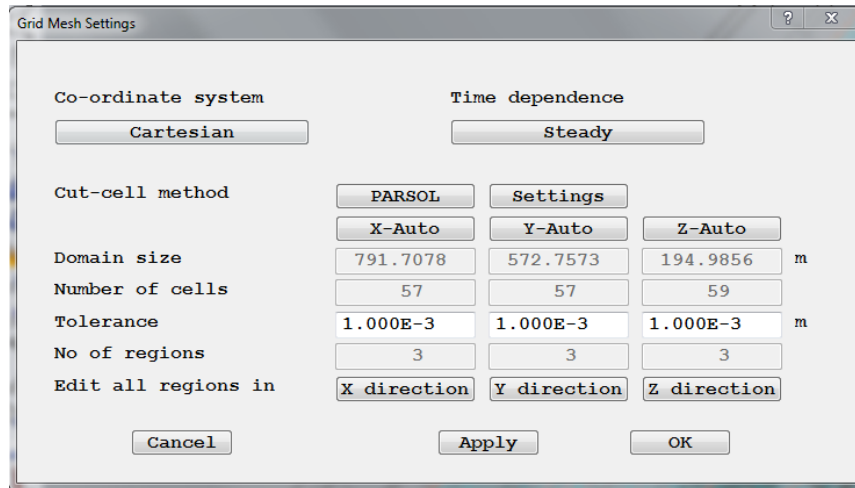 Grid Mesh Settings
Co-ordinate system Time dependence
Cartesian Steady
Cut-cell method PARSOL Settings
X-Auto Y-Auto Z-Auto
Domain size 791.7078 572.7573 194.9856 m
Number of cells 57 57 59
Tolerance 1.000E-3 1.000E-3 1.000E-3 m
No of regions 3 3 3
Edit all regions in X direction Y direction Z direction
Cancel Apply OK